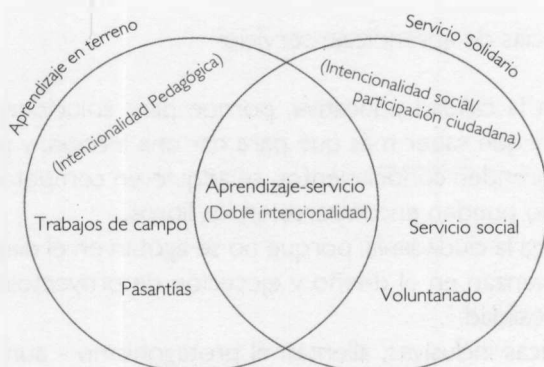 Aprendizaje en terreno
(Intencionalidad Pedagógica)
Servicio Solidario
(Intencionalidad social/
participación ciudadana)
Aprendizaje-servicio
(Doble intencionalidad)
Trabajos de campo
Pasantías
Servicio social
Voluntariado